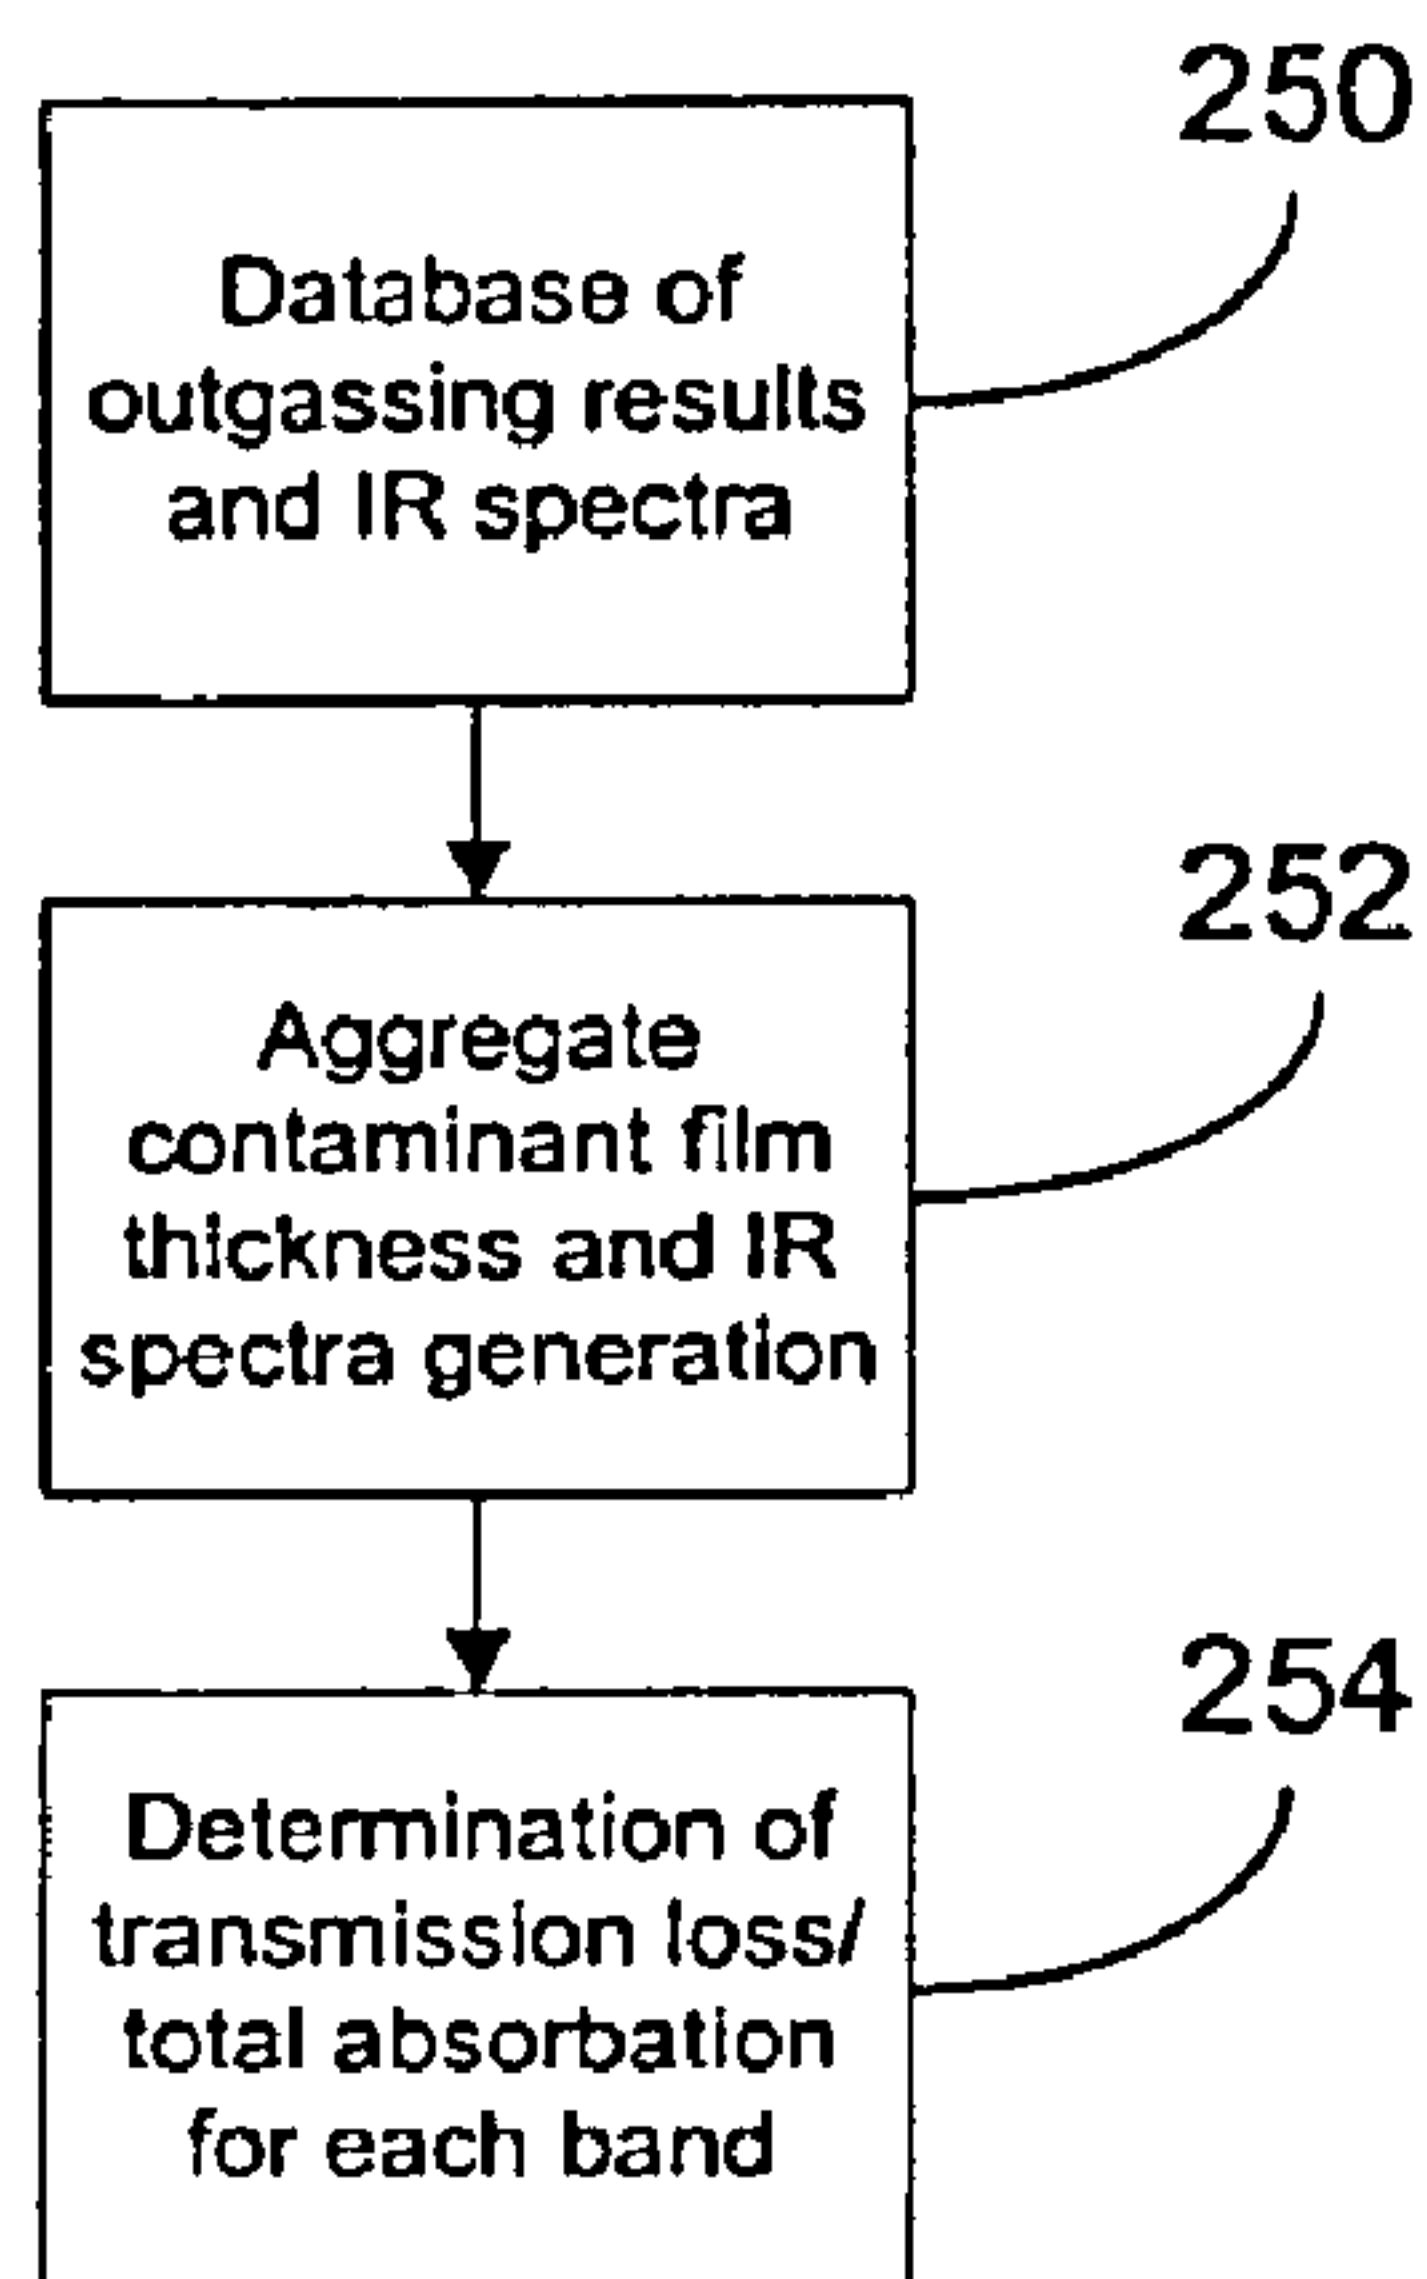 250
Database of
outgassing results
and IR spectra
252
Aggregate
contaminant film
thickness and IR
spectra generation
254
Determination of
transmission loss/
total absorbation
for each band